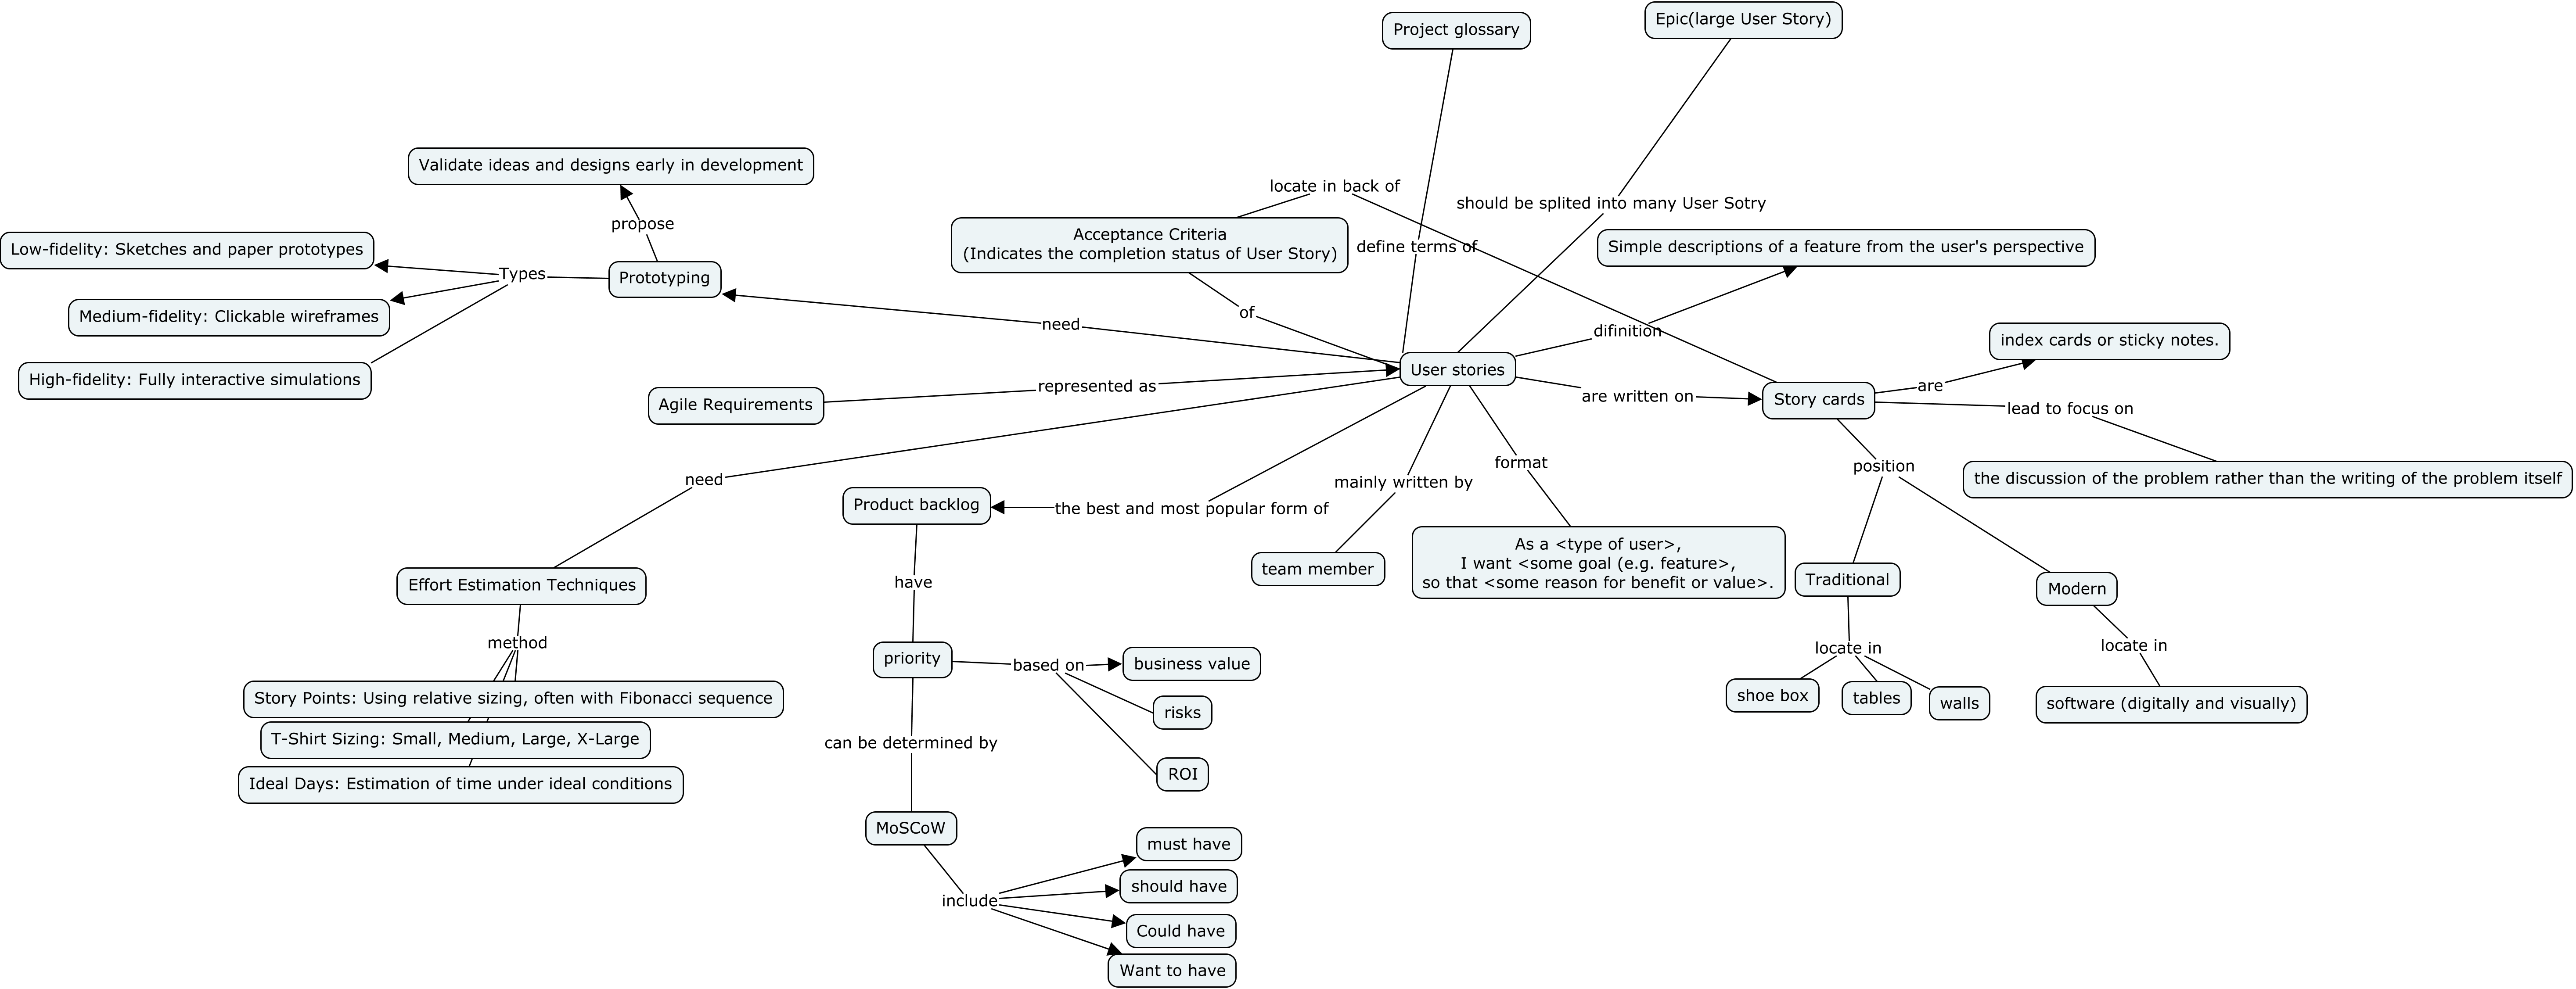 Project glossary
Epic(large User Story)
Validate ideas and designs early in development
propose
locate in back of
should be splited into many User Sotry
Low-fidelity: Sketches and paper prototypes
Types
Prototyping
Medium-fidelity: Clickable wireframes
High-fidelity: Fully interactive simulations
Acceptance Criteria
(Indicates the completion status of User Story)
define terms of
Simple descriptions of a feature from the user's perspective
of
need
difinition
index cards or sticky notes.
User stories
Agile Requirements
represented as
are written on
Story cards
are
lead to focus on
the discussion of the problem rather than the writing of the problem itself
need
Product backlog
the best and most popular form of
mainly written by
format
position
team member
As a <type of user>,
I want <some goal (e.g. feature>,
so that <some reason for benefit or value>.
Traditional
Modern
Effort Estimation Techniques
have
method
locate in
locate in
priority
based on
business value
risks
ROI
shoe box
tables
walls
software (digitally and visually)
Story Points: Using relative sizing, often with Fibonacci sequence
T-Shirt Sizing: Small, Medium, Large, X-Large
Ideal Days: Estimation of time under ideal conditions
can be determined by
MoSCoW
include
must have
should have
Could have
Want to have